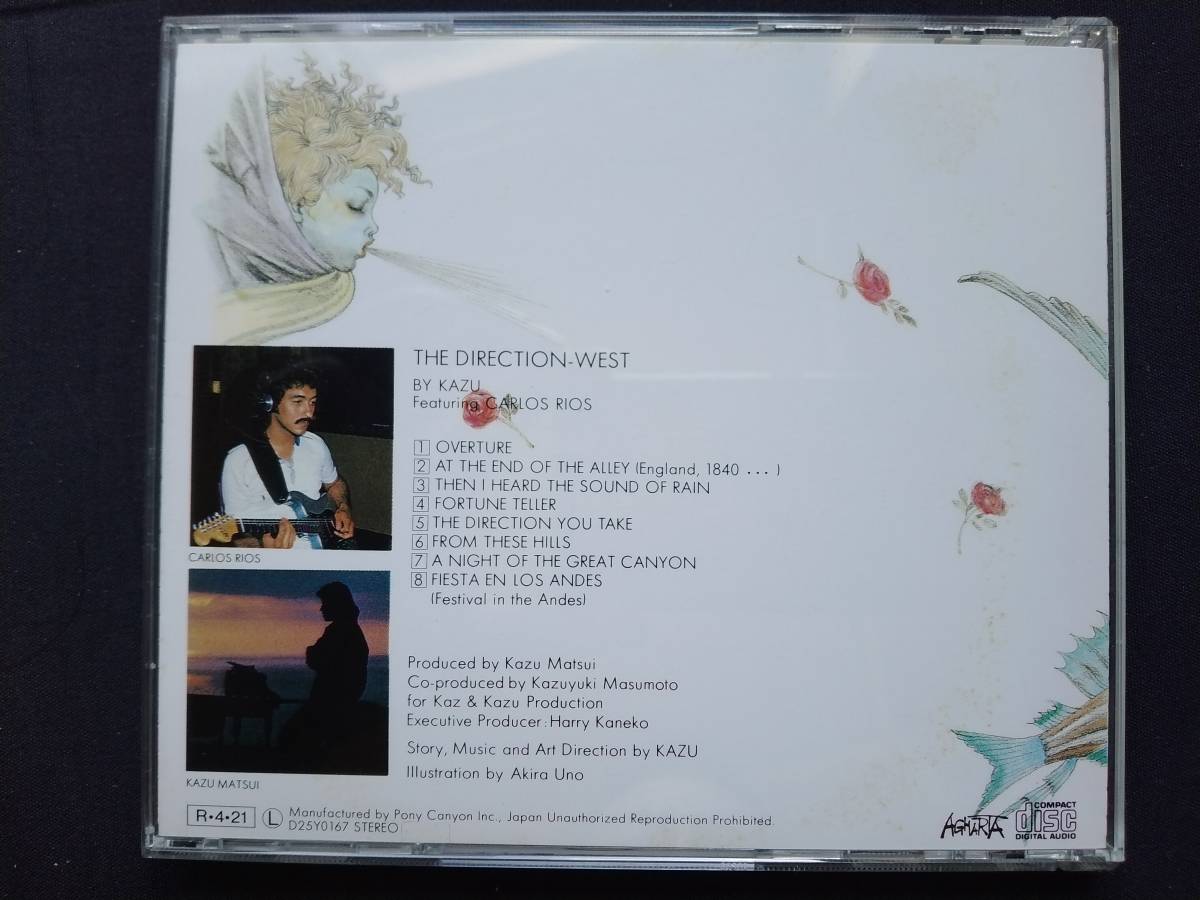 THE DIRECTION-WEST
BY KAZU
Featuring CARLOS RIOS
1 OVERTURE
2 AT THE END OF THE ALLEY (England, 1840 ... )
3 THEN I HEARD THE SOUND OF RAIN
4 FORTUNE TELLER
5 THE DIRECTION YOU TAKE
6 FROM THESE HILLS
7 A NIGHT OF THE GREAT CANYON
8 FIESTA EN LOS ANDES
(Festival in the Andes)
CARLOS RIOS
KAZU MATSUI
Produced by Kazu Matsui
Co-produced by Kazuyuki Masumoto
for Kaz & Kazu Production
Executive Producer: Harry Kaneko
Story, Music and Art Direction by KAZU
Illustration by Akira Uno
R•4•21 L Manufactured by Pony Canyon Inc., Japan Unauthorized Reproduction Prohibited.
D25Y0167 STEREO
AGHARTA
COMPACT
disc
DIGITAL AUDIO